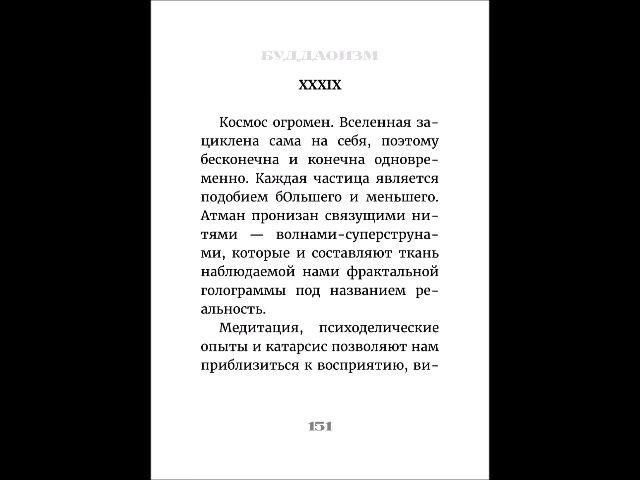 БУДДАОИЗМ
XXXIX
Космос огромен. Вселенная за-
циклена сама на себя, поэтому
бесконечна и конечна одновре-
менно. Каждая частица является
подобием бОльшего и меньшего.
Атман пронизан связущими ни-
тями — волнами-суперструна-
ми, которые и составляют ткань
наблюдаемой нами фрактальной
голограммы под названием ре-
альность.
Медитация, психоделические
опыты и катарсис позволяют нам
приблизиться к восприятию, ви-
151